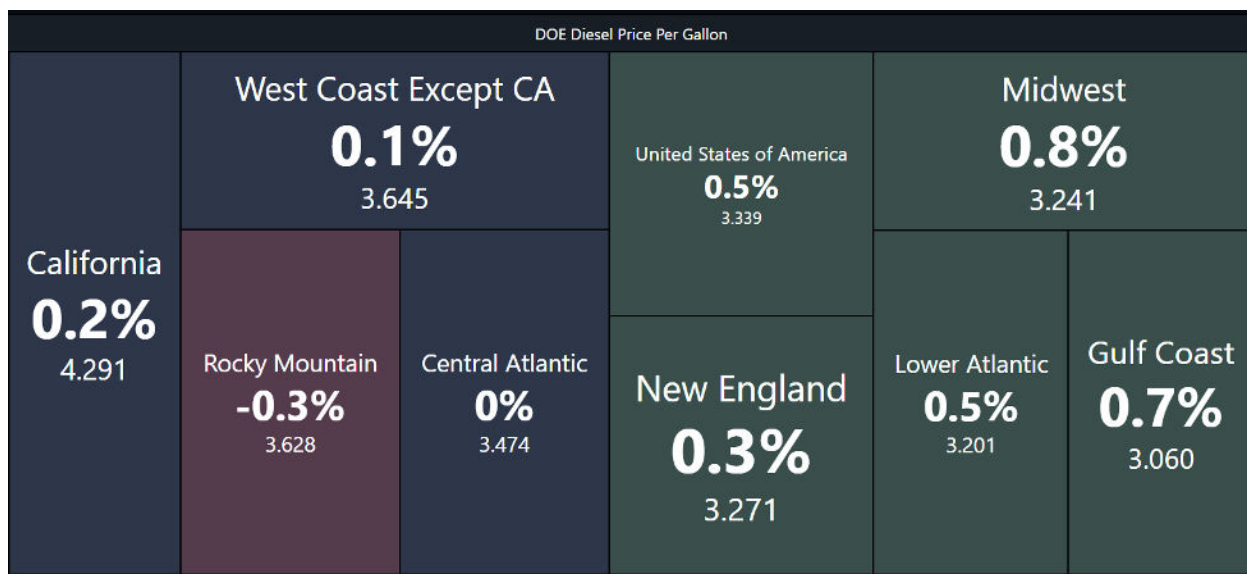 DOE Diesel Price Per Gallon
California
0.2%
4.291
West Coast Except CA
0.1%
3.645
Rocky Mountain
-0.3%
3.628
Central Atlantic
0%
3.474
United States of America
0.5%
3.339
New England
0.3%
3.271
Midwest
0.8%
3.241
Lower Atlantic
0.5%
3.201
Gulf Coast
0.7%
3.060